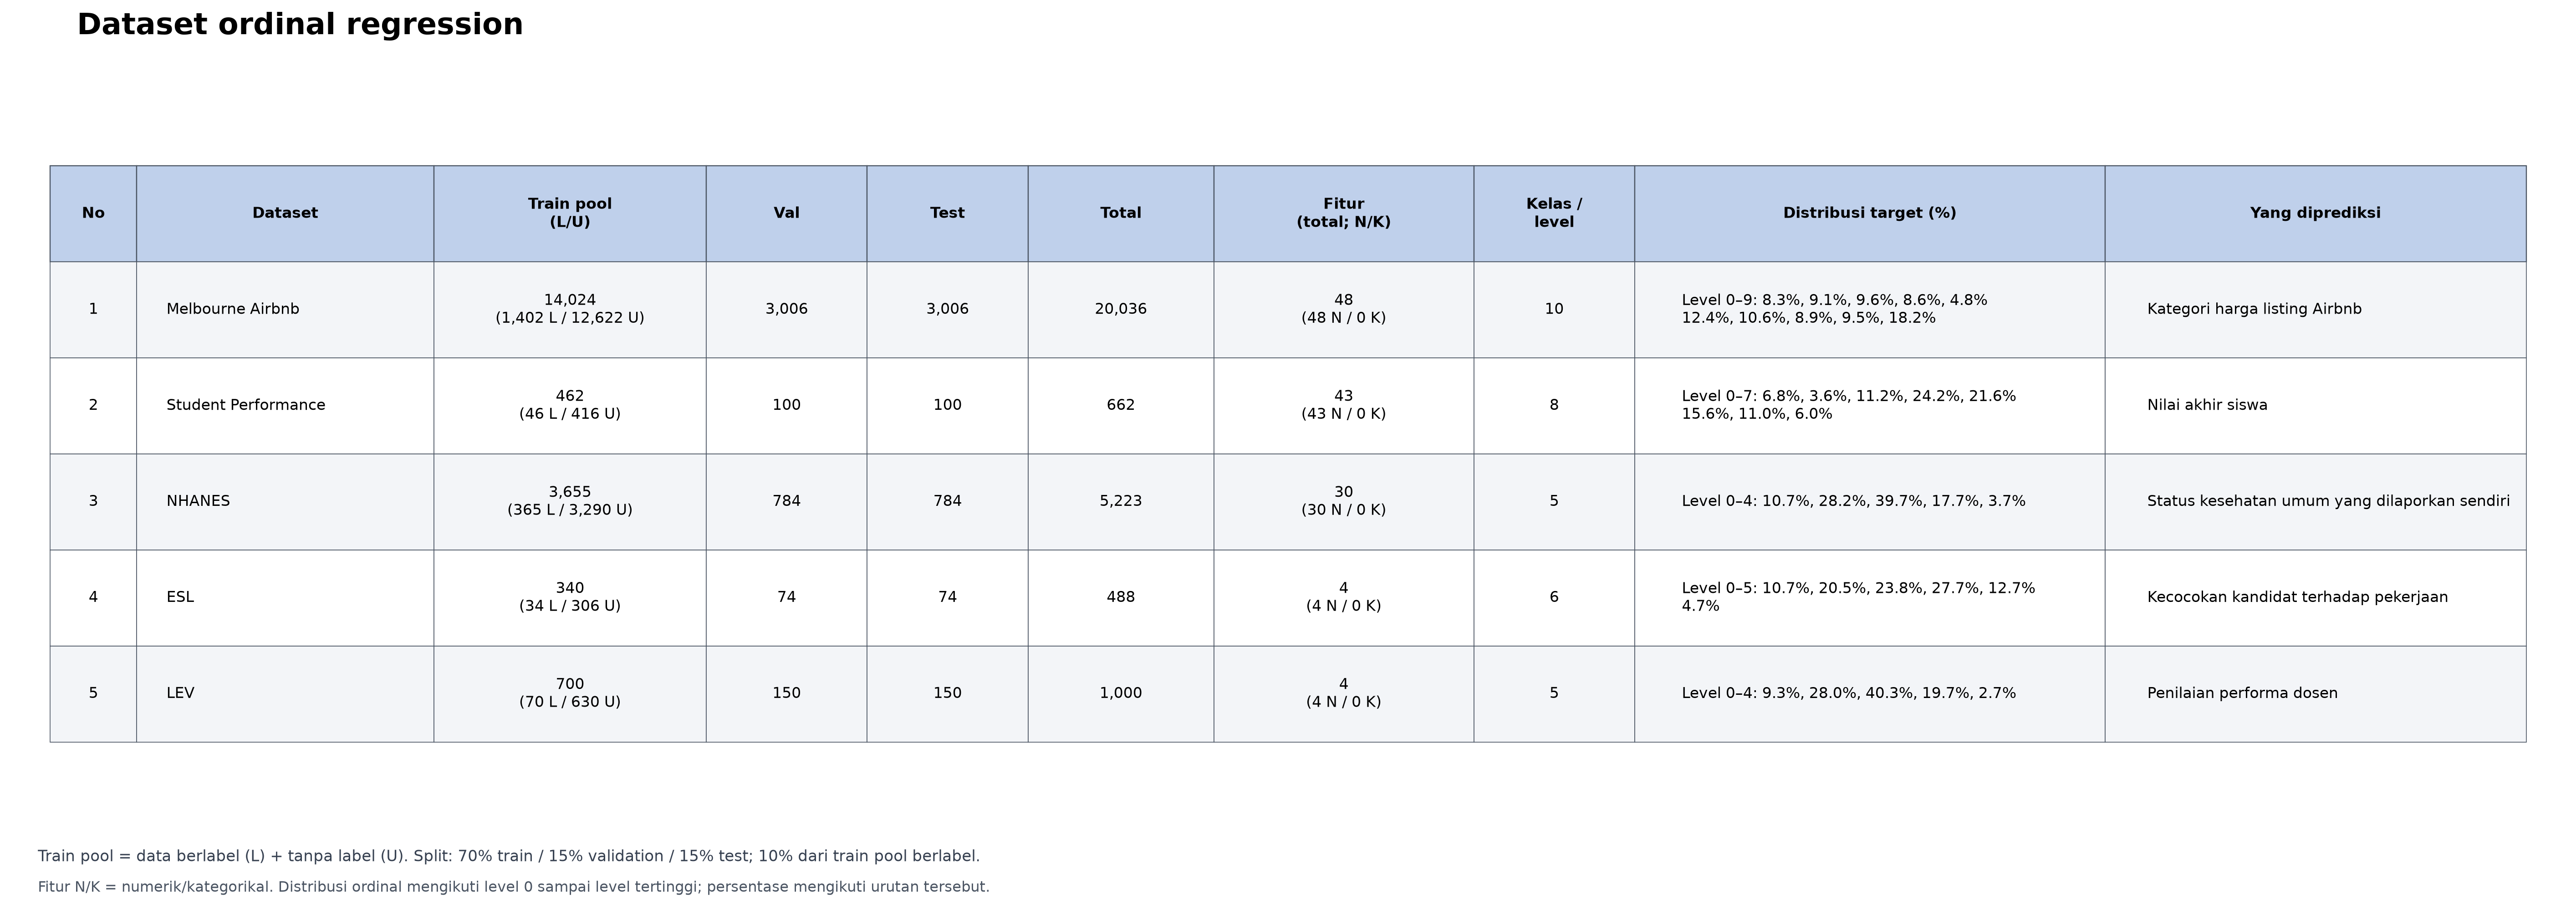 Dataset ordinal regression
No
Dataset
Train pool
(L/U)
Val
Test
Total
Fitur
(total; N/K)
Kelas /
level
Distribusi target (%)
Yang diprediksi
1
Melbourne Airbnb
14,024
(1,402 L / 12,622 U)
3,006
3,006
20,036
48
(48 N / 0 K)
10
Level 0–9: 8.3%, 9.1%, 9.6%, 8.6%, 4.8%
12.4%, 10.6%, 8.9%, 9.5%, 18.2%
Kategori harga listing Airbnb
2
Student Performance
462
(46 L / 416 U)
100
100
662
43
(43 N / 0 K)
8
Level 0–7: 6.8%, 3.6%, 11.2%, 24.2%, 21.6%
15.6%, 11.0%, 6.0%
Nilai akhir siswa
3
NHANES
3,655
(365 L / 3,290 U)
784
784
5,223
30
(30 N / 0 K)
5
Level 0–4: 10.7%, 28.2%, 39.7%, 17.7%, 3.7%
Status kesehatan umum yang dilaporkan sendiri
4
ESL
340
(34 L / 306 U)
74
74
488
4
(4 N / 0 K)
6
Level 0–5: 10.7%, 20.5%, 23.8%, 27.7%, 12.7%
4.7%
Kecocokan kandidat terhadap pekerjaan
5
LEV
700
(70 L / 630 U)
150
150
1,000
4
(4 N / 0 K)
5
Level 0–4: 9.3%, 28.0%, 40.3%, 19.7%, 2.7%
Penilaian performa dosen
Train pool = data berlabel (L) + tanpa label (U). Split: 70% train / 15% validation / 15% test; 10% dari train pool berlabel.
Fitur N/K = numerik/kategorikal. Distribusi ordinal mengikuti level 0 sampai level tertinggi; persentase mengikuti urutan tersebut.